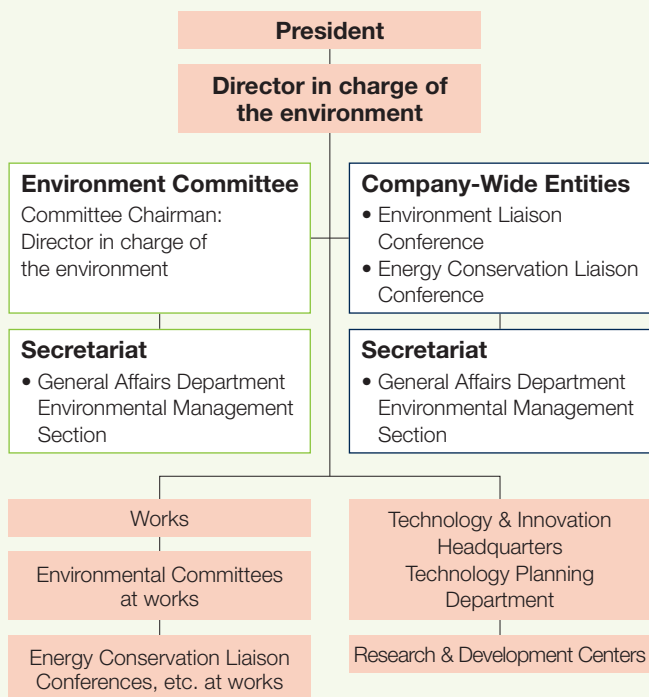 President
Director in charge of
the environment
Environment Committee
Committee Chairman:
Director in charge of
the environment
Company-Wide Entities
• Environment Liaison
Conference
• Energy Conservation Liaison
Conference
Secretariat
• General Affairs Department
Environmental Management
Section
Secretariat
• General Affairs Department
Environmental Management
Section
Works
Environmental Committees
at works
Energy Conservation Liaison
Conferences, etc. at works
Technology & Innovation
Headquarters
Technology Planning
Department
Research & Development Centers